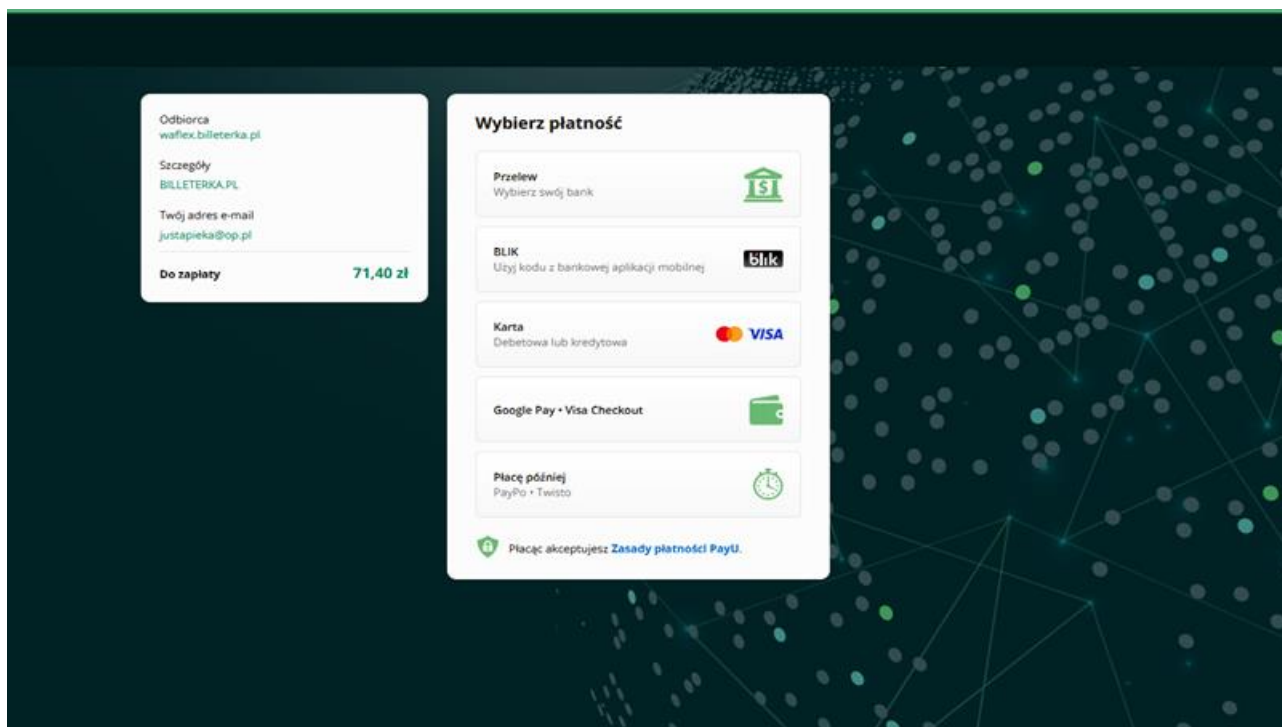 Odbiorca
waflex.billeterka.pl
Szczegóły
BILLETERKA.PL
Twój adres e-mail
justapieka@op.pl
Do zapłaty 71,40 zł
Wybierz płatność
Przelew
Wybierz swój bank
$
BLIK
Użyj kodu z bankowej aplikacji mobilnej
blik
Karta
Debetowa lub kredytowa
VISA
Google Pay • Visa Checkout
Płacę później
PayPo • Twisto
Płacąc akceptujesz Zasady płatności PayU.